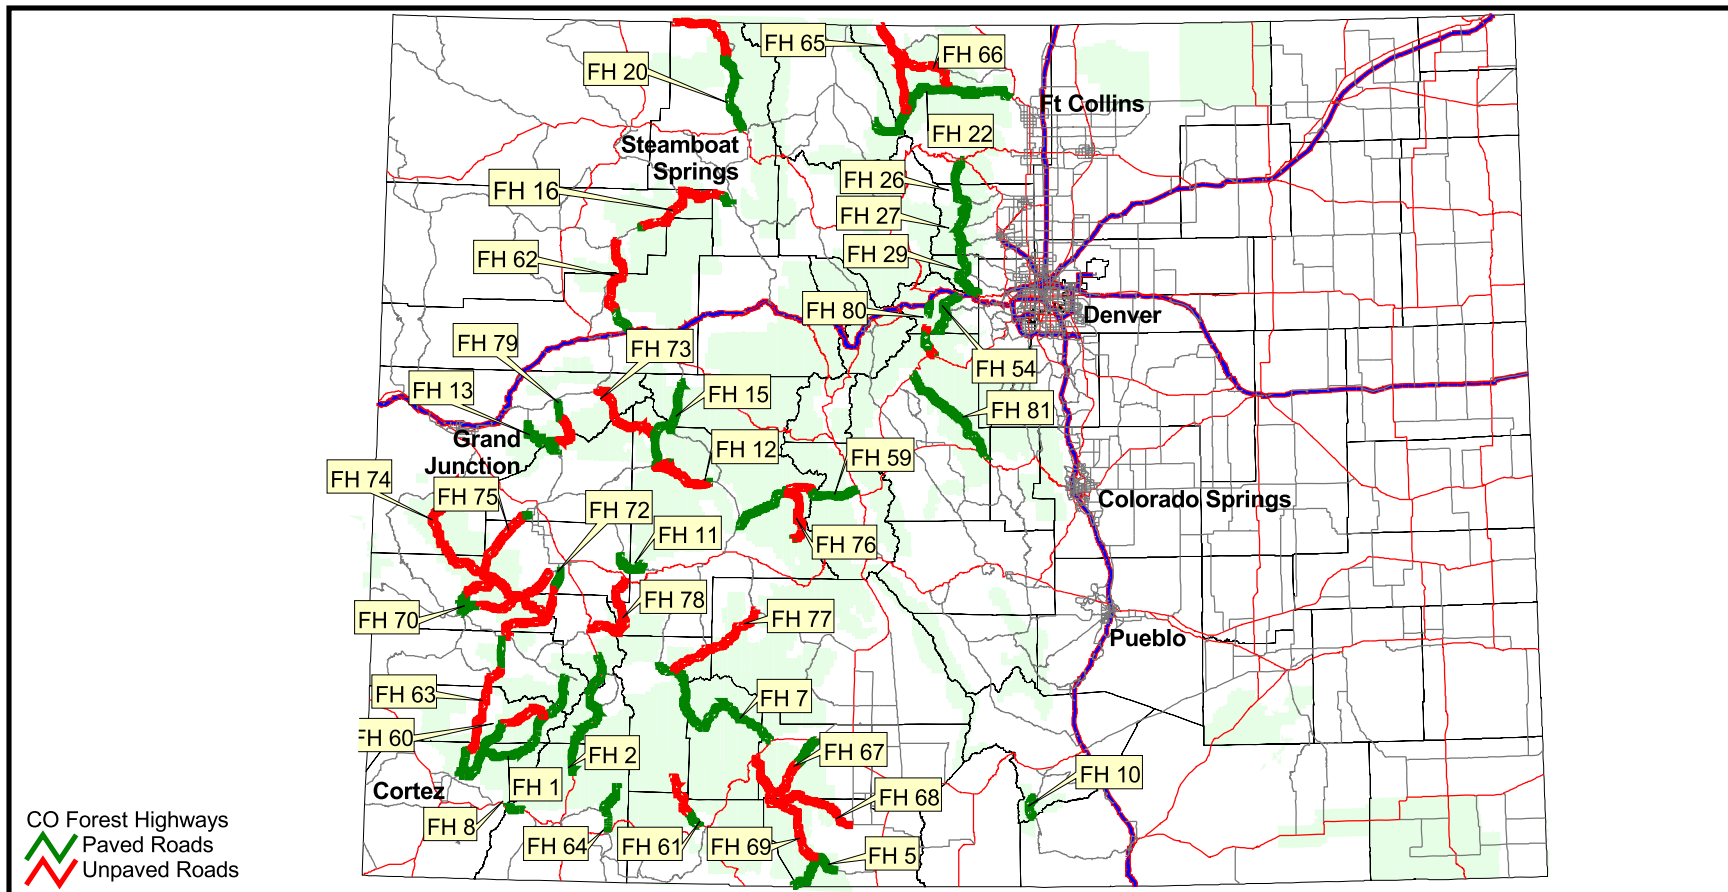 FH 65
FH 66
FH 20
Ft Collins
FH 22
Steamboat
Springs
FH 26
FH 16
FH 27
FH 29
FH 62
FH 80
Denver
FH 79
FH 73
FH 54
FH 13
FH 15
FH 81
Grand
Junction
FH 12
FH 59
FH 74
FH 75
FH 72
Colorado Springs
FH 11
FH 76
FH 70
FH 78
FH 77
Pueblo
FH 63
FH 7
FH 60
FH 2
FH 67
FH 10
FH 1
Cortez
FH 68
FH 8
FH 64
FH 61
FH 69
FH 5
CO Forest Highways
Paved Roads
Unpaved Roads